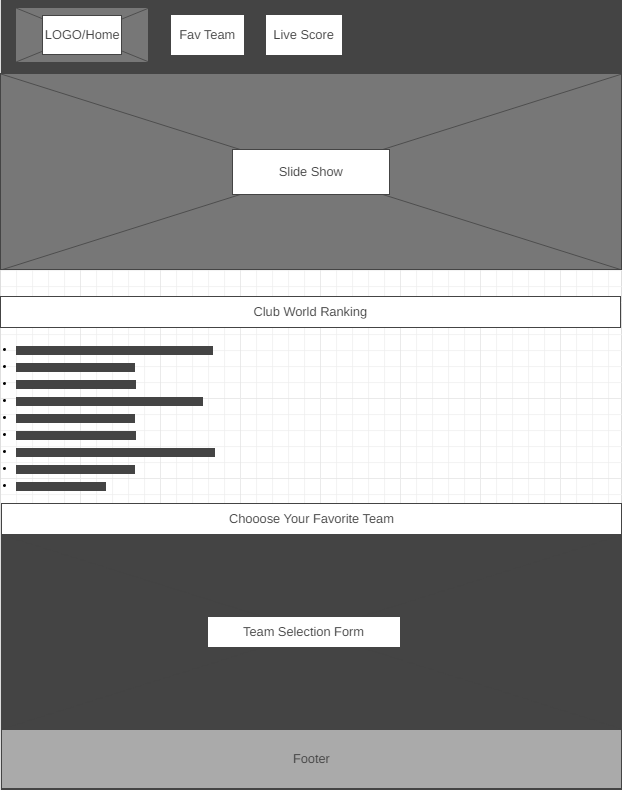 LOGO/Home
Fav Team
Live Score
Slide Show
Club World Ranking
Chooose Your Favorite Team
Team Selection Form
Footer